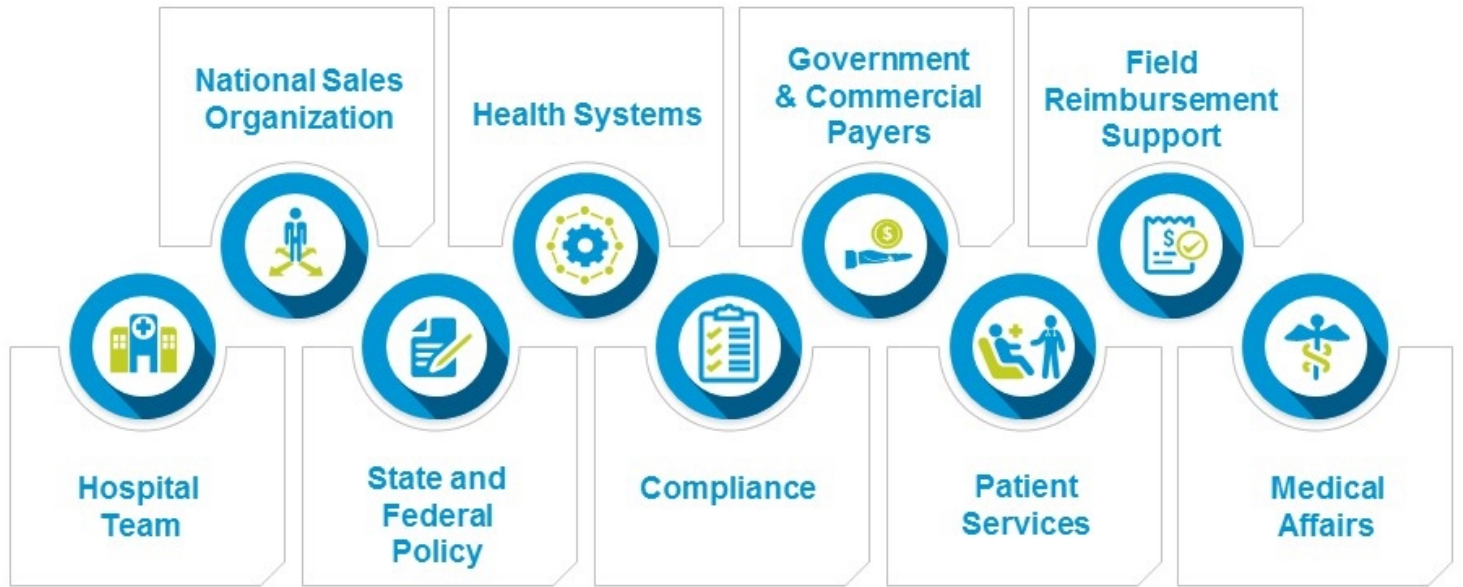 National Sales
Organization
Health Systems
Government
& Commercial
Payers
Field
Reimbursement
Support
$
$
Hospital
Team
State and
Federal
Policy
Compliance
Patient
Services
Medical
Affairs